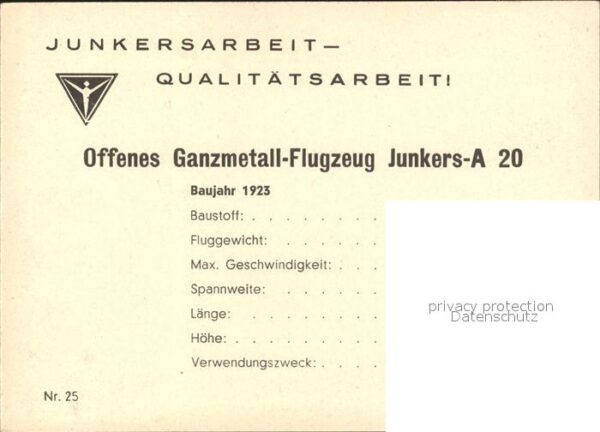 JUNKERSARBEIT—
QUALITÄTSARBEIT!
Offenes Ganzmetall-Flugzeug Junkers-A 20
Baujahr 1923
Baustoff: . . . . . . . .
Fluggewicht: . . . . . .
Max. Geschwindigkeit: . . .
Spannweite: . . . . . .
Länge: . . . . . . . .
Höhe: . . . . . . . . .
Verwendungszweck: . . . .
privacy protection
Datenschutz
Nr. 25